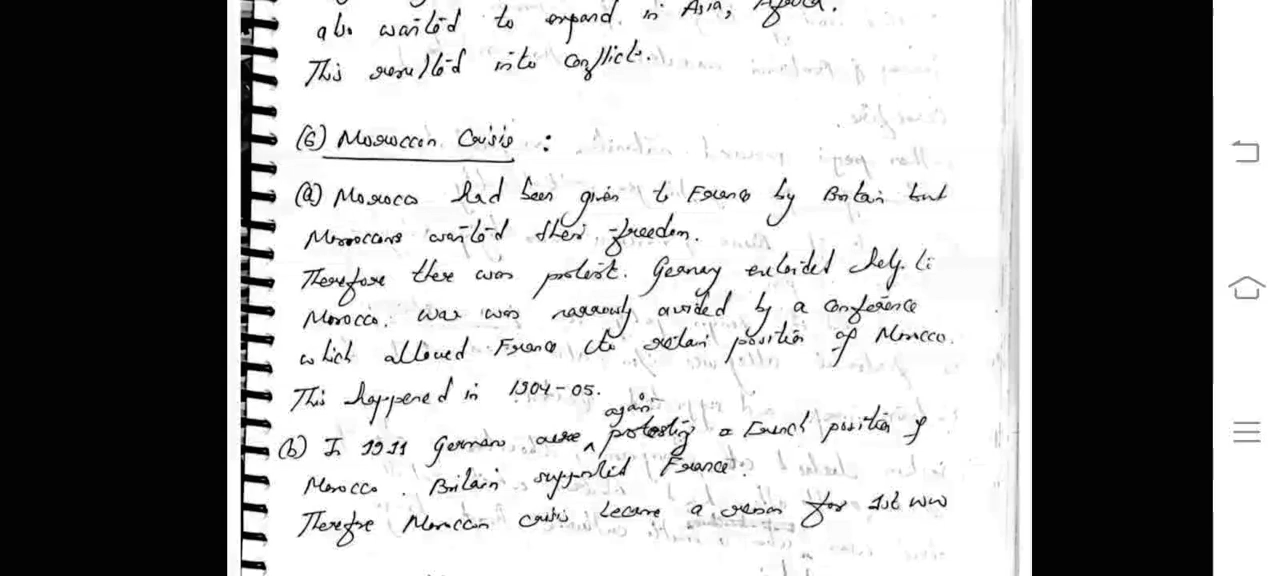 also wanted to expand in Asia, Africa.
This resulted into conflict.
(6) Moroccan Crisis :
(a) Morocco had been given to France by Britain but
Moroccans wanted their freedom.
Therefore there was protest. Geramny extended help to
Morocco. War was narrowly avoided by a conference
which allowed France to retain position of Morocco.
This happened in 1904-05.
again
(b) In 1911 Germans were ^ protesting a French position of
Morocco. Britain supported France.
Therefore Moroccan crisis became a reason for 1st WW